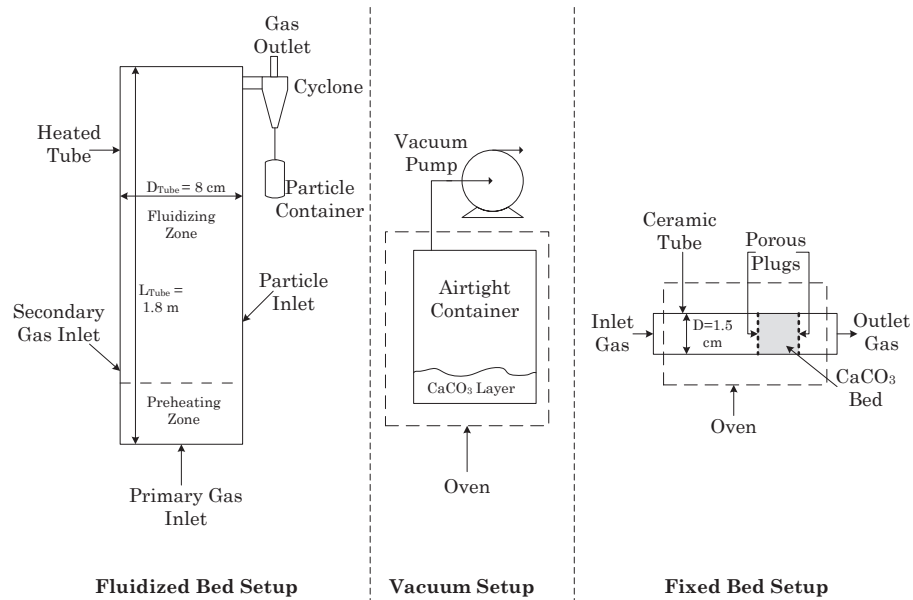 Gas
Outlet
Cyclone
Heated
Tube
Particle
Container
D_Tube = 8 cm
Fluidizing
Zone
L_Tube =
1.8 m
Particle
Inlet
Secondary
Gas Inlet
Preheating
Zone
Primary Gas
Inlet
Fluidized Bed Setup
Vacuum
Pump
Airtight
Container
CaCO₃ Layer
Oven
Vacuum Setup
Ceramic
Tube
Porous
Plugs
Inlet
Gas
D=1.5
cm
Outlet
Gas
CaCO₃
Bed
Oven
Fixed Bed Setup